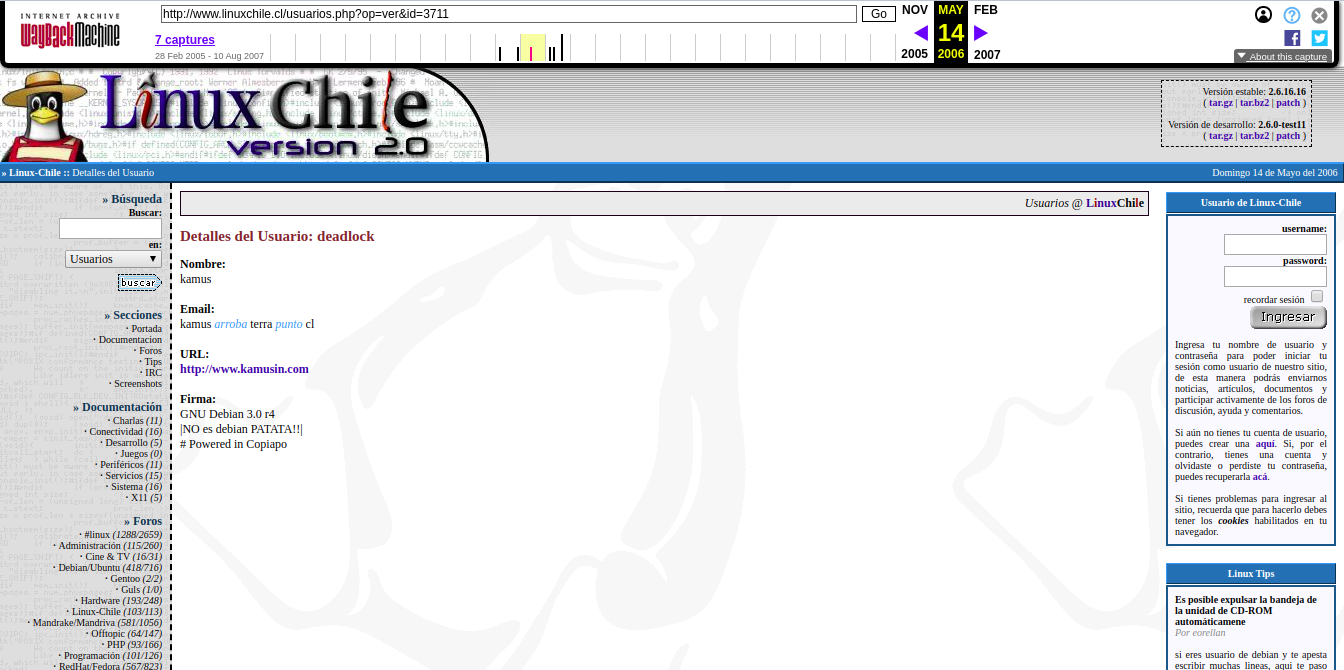 INTERNET ARCHIVE
WayBackMachine
http://www.linuxchile.cl/usuarios.php?op=ver&id=3711
Go
NOV MAY FEB
14
2005 2006 2007
7 captures
28 Feb 2005 - 10 Aug 2007
About this capture
Linux Chile
version 2.0
Versión estable: 2.6.16.16
( tar.gz | tar.bz2 | patch )
Versión de desarrollo: 2.6.0-test11
( tar.gz | tar.bz2 | patch )
» Linux-Chile :: Detalles del Usuario
Domingo 14 de Mayo del 2006
» Búsqueda
Buscar:
en:
Usuarios
buscar
» Secciones
· Portada
· Documentacion
· Foros
· Tips
· IRC
· Screenshots
» Documentación
· Charlas (11)
· Conectividad (16)
· Desarrollo (5)
· Juegos (0)
· Periféricos (11)
· Servicios (15)
· Sistema (16)
· X11 (5)
» Foros
· #linux (1288/2659)
· Administración (115/260)
· Cine & TV (16/31)
· Debian/Ubuntu (418/716)
· Gentoo (2/2)
· Guls (1/0)
· Hardware (193/248)
· Linux-Chile (103/113)
· Mandrake/Mandriva (581/1056)
· Offtopic (64/147)
· PHP (93/166)
· Programación (101/126)
· RedHat/Fedora (567/823)
Usuarios @ LinuxChile
Detalles del Usuario: deadlock
Nombre:
kamus
Email:
kamus arroba terra punto cl
URL:
http://www.kamusin.com
Firma:
GNU Debian 3.0 r4
|NO es debian PATATA!!|
# Powered in Copiapo
Usuario de Linux-Chile
username:
password:
recordar sesión
Ingresar
Ingresa tu nombre de usuario y
contraseña para poder iniciar tu
sesión como usuario de nuestro sitio,
de esta manera podrás enviarnos
noticias, artículos, documentos y
participar activamente de los foros de
discusión, ayuda y comentarios.
Si aún no tienes tu cuenta de usuario,
puedes crear una aquí. Si, por el
contrario, tienes una cuenta y
olvidaste o perdiste tu contraseña,
puedes recuperarla acá.
Si tienes problemas para ingresar al
sitio, recuerda que para hacerlo debes
tener los cookies habilitados en tu
navegador.
Linux Tips
Es posible expulsar la bandeja de
la unidad de CD-ROM
automáticamene
Por eorellan
si eres usuario de debian y te apesta
escribir muchas lineas, aqui te paso